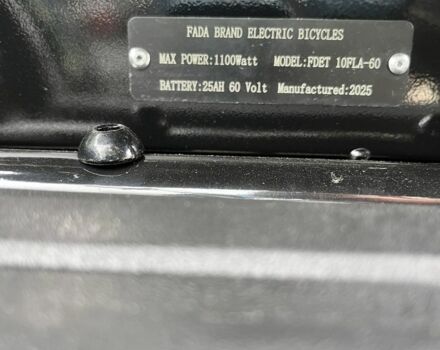 FADA BRAND ELECTRIC BICYCLES
MAX POWER:1100Watt MODEL:FDET 10FLA-60
BATTERY:25AH 60 Volt Manufactured:2025